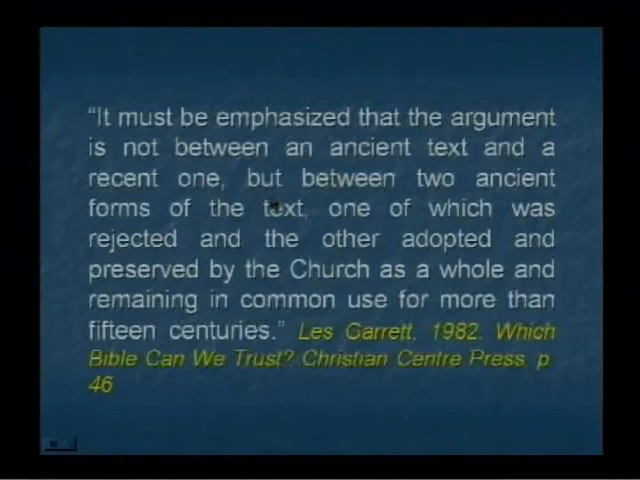 “It must be emphasized that the argument
is not between an ancient text and a
recent one, but between two ancient
forms of the text, one of which was
rejected and the other adopted and
preserved by the Church as a whole and
remaining in common use for more than
fifteen centuries.” Les Garrett, 1982. Which
Bible Can We Trust? Christian Centre Press, p.
46